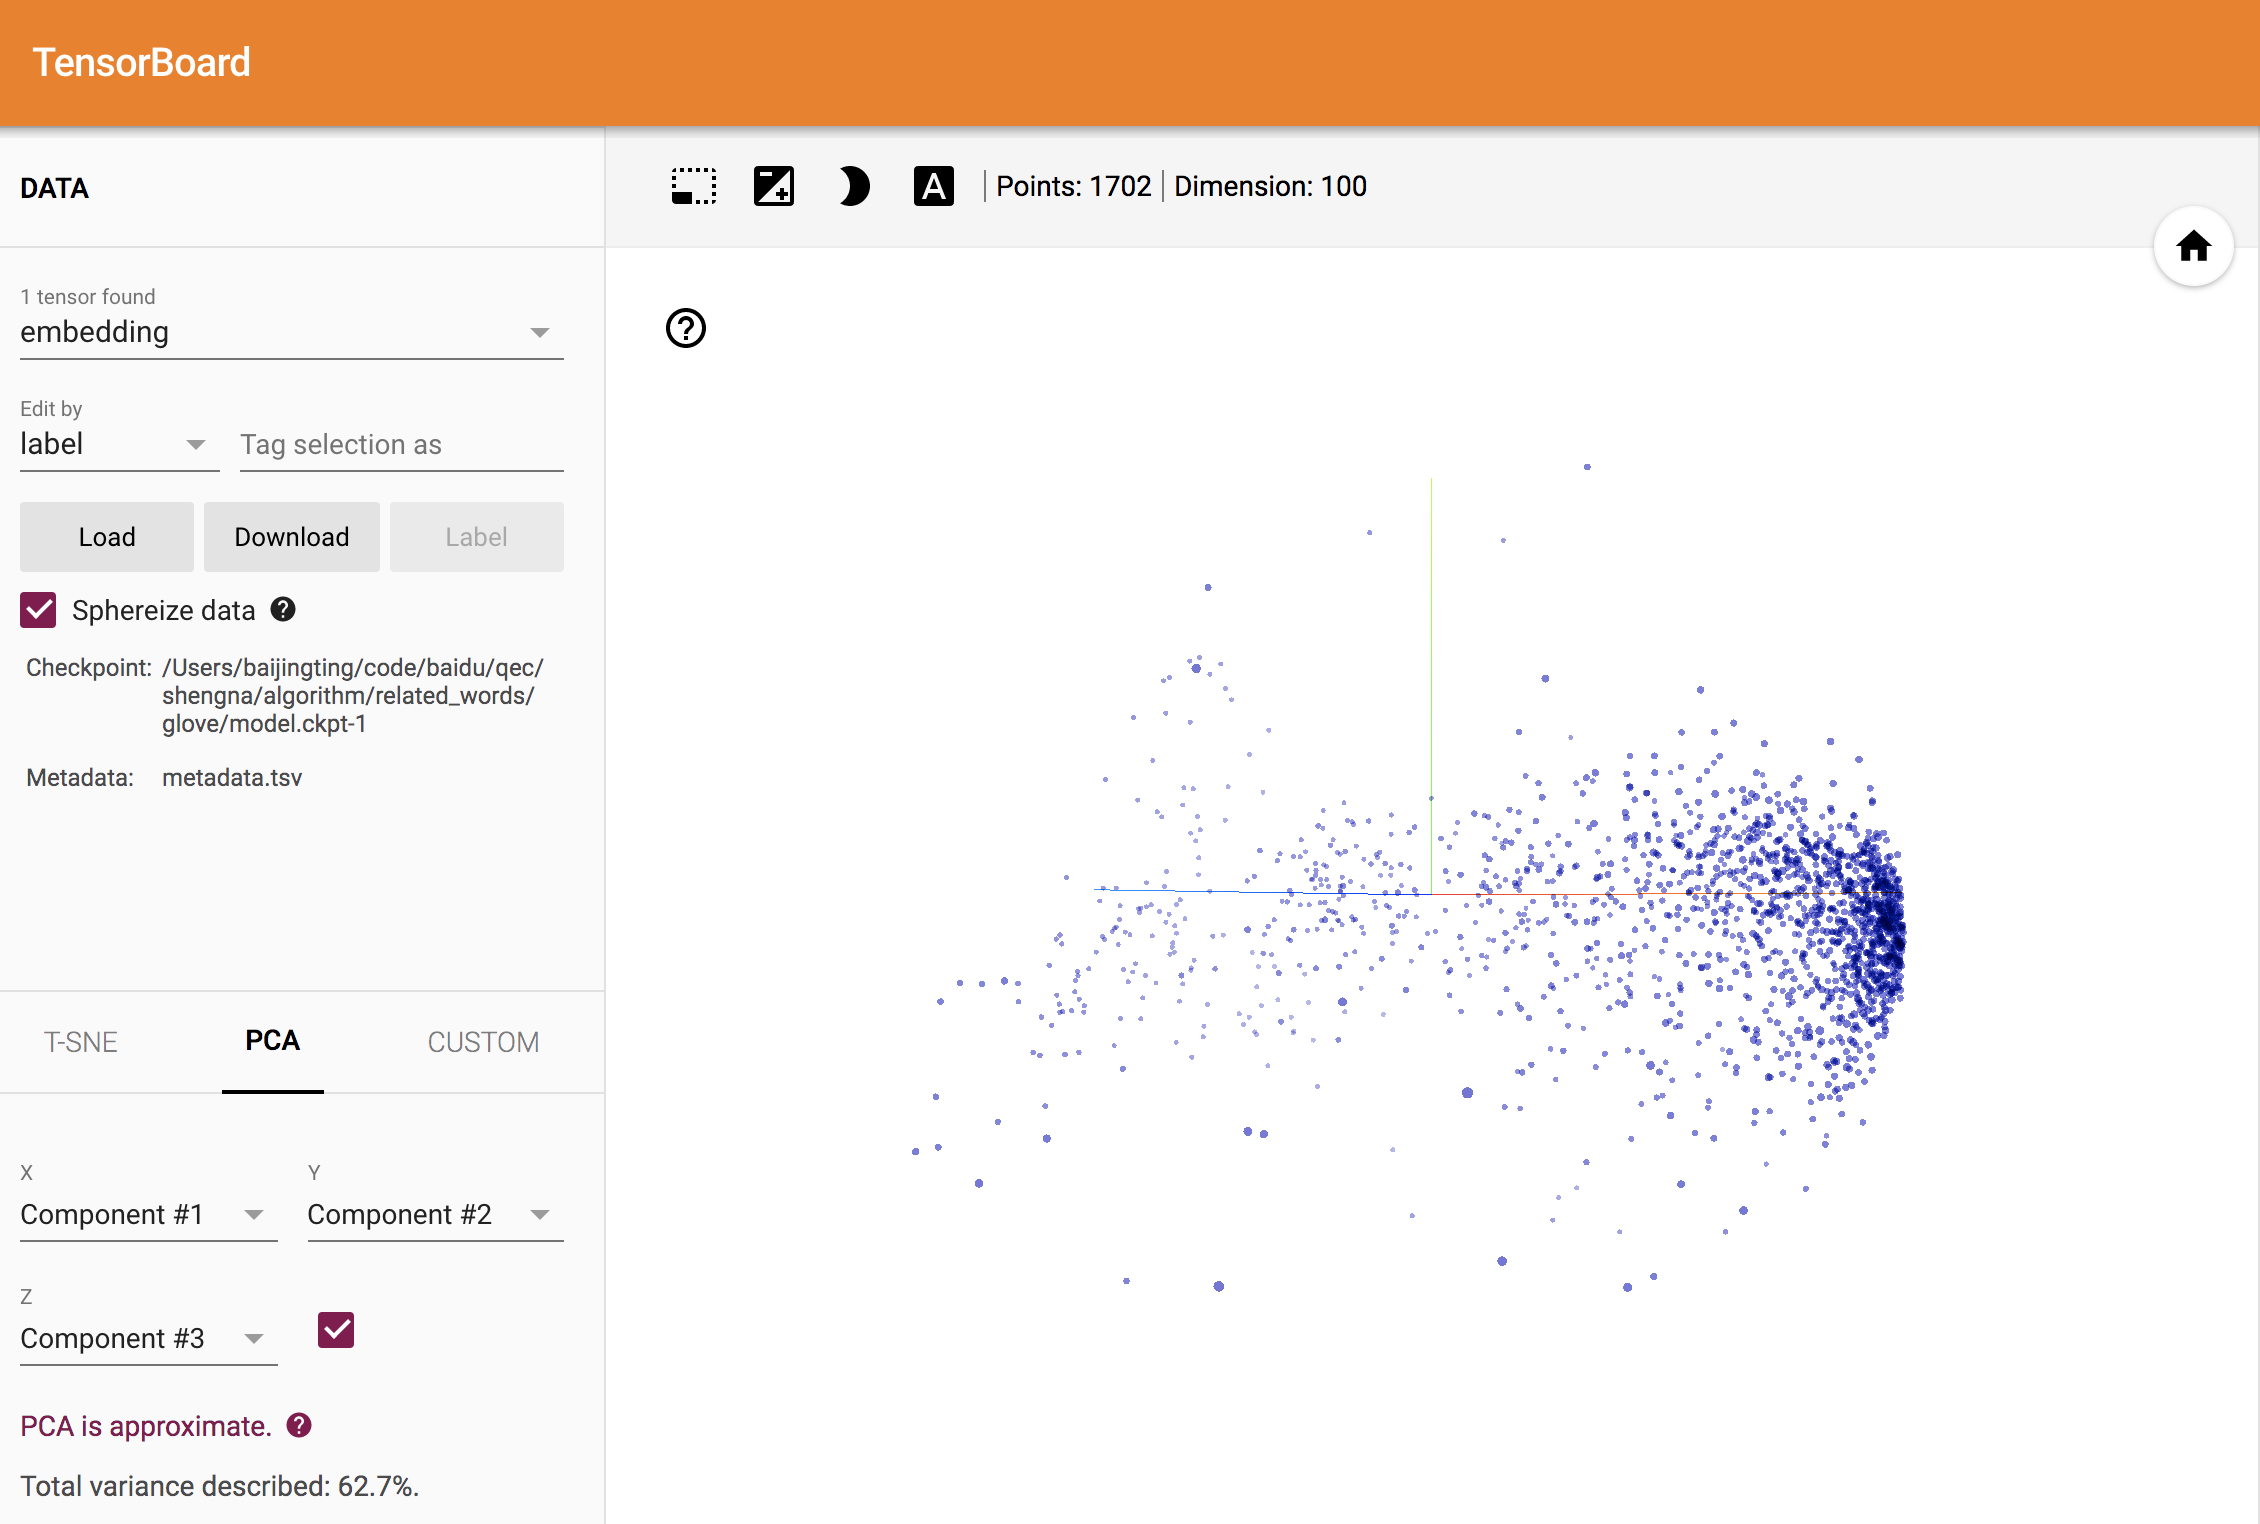 TensorBoard
DATA
Points: 1702
Dimension: 100
1 tensor found
embedding
Edit by
label
Tag selection as
Load
Download
Label
Sphereize data
Checkpoint: /Users/baijingting/code/baidu/qec/
shengna/algorithm/related_words/
glove/model.ckpt-1
Metadata: metadata.tsv
T-SNE
PCA
CUSTOM
X
Y
Component #1
Component #2
Z
Component #3
PCA is approximate.
Total variance described: 62.7%.